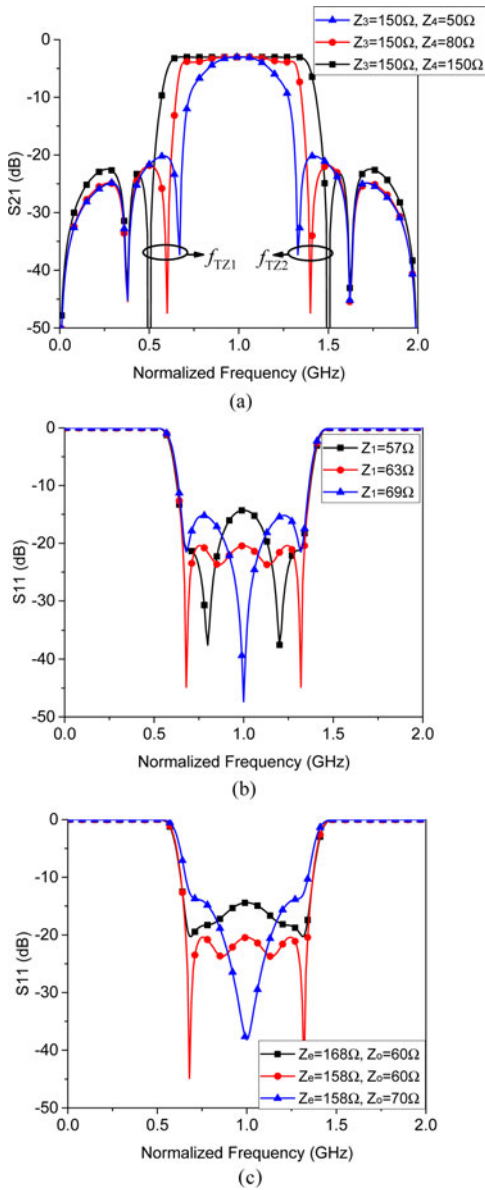 Z3=150Ω, Z4=50Ω
Z3=150Ω, Z4=80Ω
Z3=150Ω, Z4=150Ω
0
-10
-20
-30
-40
-50
S21 (dB)
fTZ1
fTZ2
0.0 0.5 1.0 1.5 2.0
Normalized Frequency (GHz)
(a)
Z1=57Ω
Z1=63Ω
Z1=69Ω
0
-10
-20
-30
-40
-50
S11 (dB)
0.0 0.5 1.0 1.5 2.0
Normalized Frequency (GHz)
(b)
0
-10
-20
-30
-40
-50
S11 (dB)
Ze=168Ω, Zo=60Ω
Ze=158Ω, Zo=60Ω
Ze=158Ω, Zo=70Ω
0.0 0.5 1.0 1.5 2.0
Normalized Frequency (GHz)
(c)